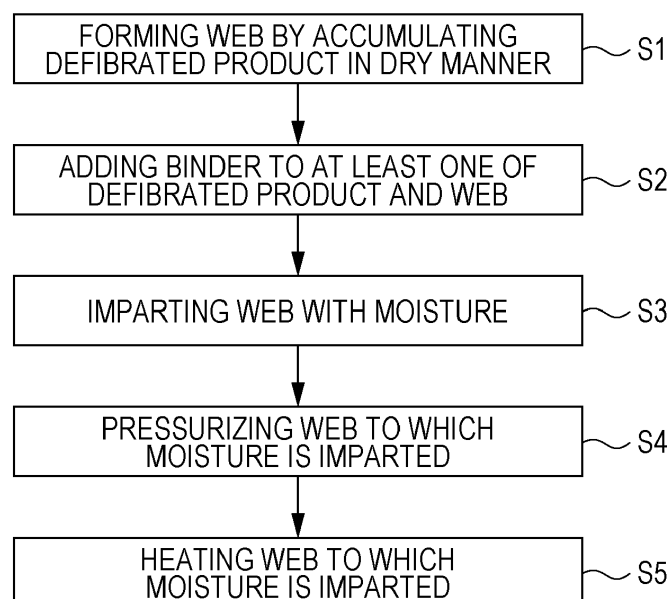 FORMING WEB BY ACCUMULATING
DEFIBRATED PRODUCT IN DRY MANNER
S1
ADDING BINDER TO AT LEAST ONE OF
DEFIBRATED PRODUCT AND WEB
S2
IMPARTING WEB WITH MOISTURE
S3
PRESSURIZING WEB TO WHICH
MOISTURE IS IMPARTED
S4
HEATING WEB TO WHICH
MOISTURE IS IMPARTED
S5